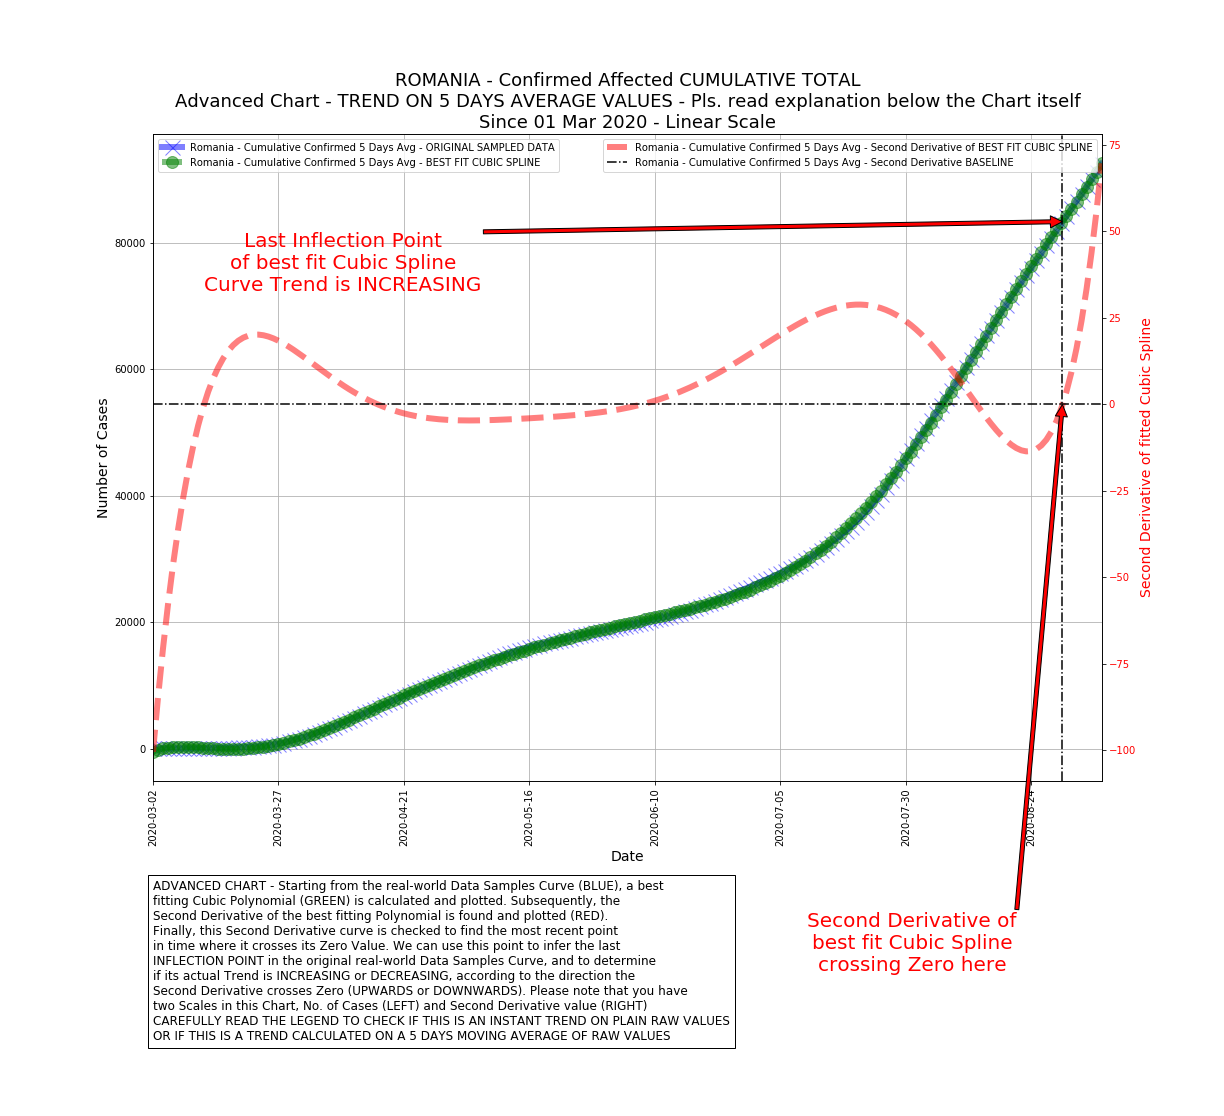 ROMANIA - Confirmed Affected CUMULATIVE TOTAL
Advanced Chart - TREND ON 5 DAYS AVERAGE VALUES - Pls. read explanation below the Chart itself
Since 01 Mar 2020 - Linear Scale
Romania - Cumulative Confirmed 5 Days Avg - ORIGINAL SAMPLED DATA
Romania - Cumulative Confirmed 5 Days Avg - BEST FIT CUBIC SPLINE
Romania - Cumulative Confirmed 5 Days Avg - Second Derivative of BEST FIT CUBIC SPLINE
Romania - Cumulative Confirmed 5 Days Avg - Second Derivative BASELINE
Last Inflection Point
of best fit Cubic Spline
Curve Trend is INCREASING
Number of Cases
80000
60000
40000
20000
0
75
50
25
0
−25
−50
−75
−100
Second Derivative of fitted Cubic Spline
2020-03-02
2020-03-27
2020-04-21
2020-05-16
2020-06-10
2020-07-05
2020-07-30
2020-08-24
Date
ADVANCED CHART - Starting from the real-world Data Samples Curve (BLUE), a best
fitting Cubic Polynomial (GREEN) is calculated and plotted. Subsequently, the
Second Derivative of the best fitting Polynomial is found and plotted (RED).
Finally, this Second Derivative curve is checked to find the most recent point
in time where it crosses its Zero Value. We can use this point to infer the last
INFLECTION POINT in the original real-world Data Samples Curve, and to determine
if its actual Trend is INCREASING or DECREASING, according to the direction the
Second Derivative crosses Zero (UPWARDS or DOWNWARDS). Please note that you have
two Scales in this Chart, No. of Cases (LEFT) and Second Derivative value (RIGHT)
CAREFULLY READ THE LEGEND TO CHECK IF THIS IS AN INSTANT TREND ON PLAIN RAW VALUES
OR IF THIS IS A TREND CALCULATED ON A 5 DAYS MOVING AVERAGE OF RAW VALUES
Second Derivative of
best fit Cubic Spline
crossing Zero here